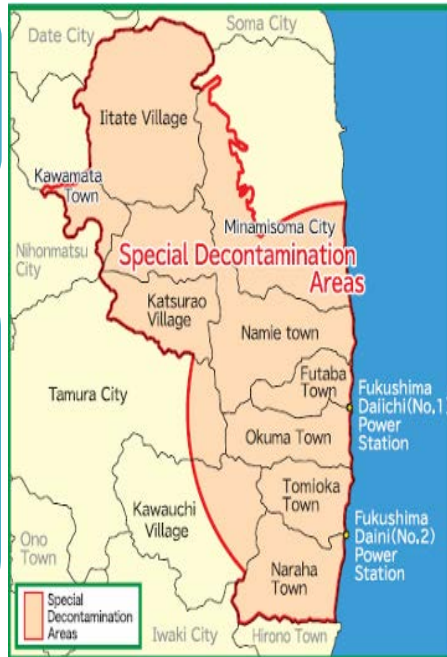 Date City
Soma City
Iitate Village
Kawamata
Town
Minamisoma City
Nihonmatsu
City
Special Decontamination
Areas
Katsurao
Village
Namie town
Futaba
Town
Fukushima
Daiichi(No.1)
Power
Station
Tamura City
Okuma Town
Tomioka
Town
Kawauchi
Village
Fukushima
Daini(No.2)
Power
Station
Ono
Town
Naraha
Town
Special
Decontamination
Areas
Iwaki City
Hirono Town